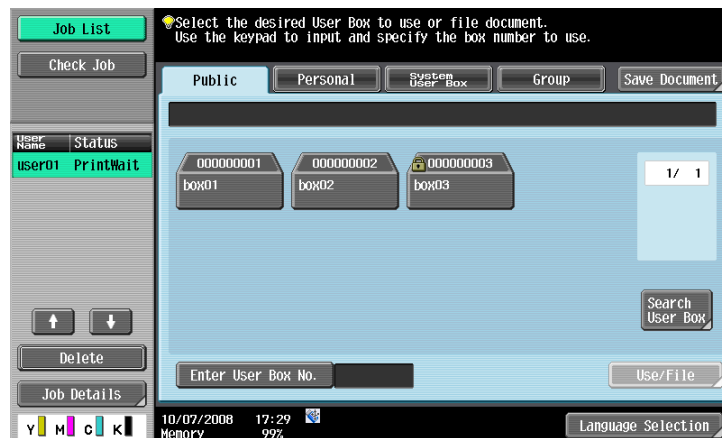 Job List
Check Job
Select the desired User Box to use or file document.
Use the keypad to input and specify the box number to use.
Public
Personal
System
User Box
Group
Save Document
User
Name
Status
user01 PrintWait
000000001
box01
000000002
box02
000000003
box03
1/ 1
Search
User Box
Delete
Job Details
Enter User Box No.
Use/File
Y M C K
10/07/2008 17:29
Memory 99%
Language Selection